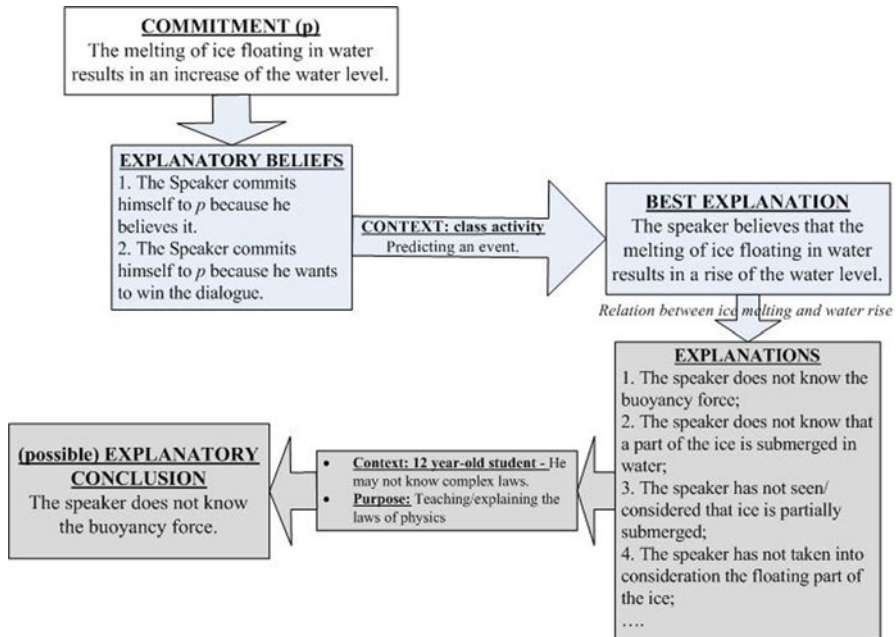 COMMITMENT (p)
The melting of ice floating in water
results in an increase of the water level.
EXPLANATORY BELIEFS
1. The Speaker commits
himself to p because he
believes it.
2. The Speaker commits
himself to p because he wants
to win the dialogue.
CONTEXT: class activity
Predicting an event.
BEST EXPLANATION
The speaker believes that the
melting of ice floating in water
results in a rise of the water level.
Relation between ice melting and water rise
EXPLANATIONS
1. The speaker does not know the
buoyancy force;
2. The speaker does not know that
a part of the ice is submerged in
water;
3. The speaker has not seen/
considered that ice is partially
submerged;
4. The speaker has not taken into
consideration the floating part of
the ice;
....
• Context: 12 year-old student - He
may not know complex laws.
• Purpose: Teaching/explaining the
laws of physics
(possible) EXPLANATORY
CONCLUSION
The speaker does not know
the buoyancy force.